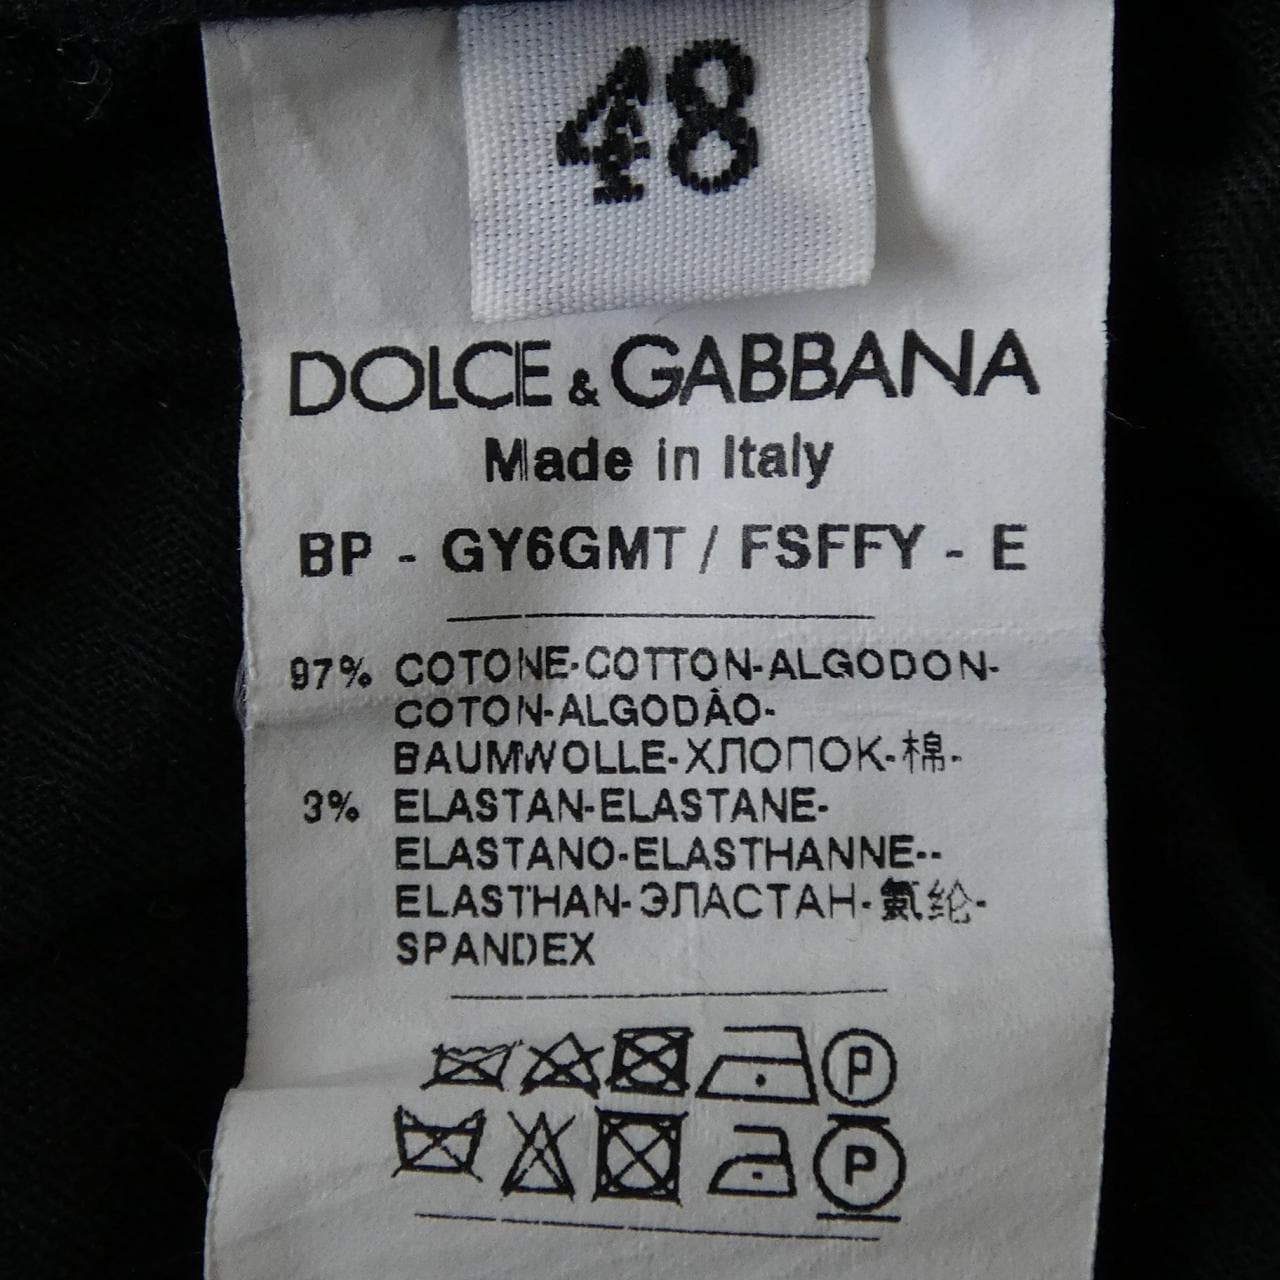 48
DOLCE & GABBANA
Made in Italy
BP - GY6GMT / FSFFY - E
97% COTONE-COTTON-ALGODON-
COTON-ALGODÃO-
BAUMWOLLE-ХЛОПОК-棉-
3% ELASTAN-ELASTANE-
ELASTANO-ELASTHANNE--
ELASTHAN-ЭЛАСТАН-氨纶-
SPANDEX
P
P